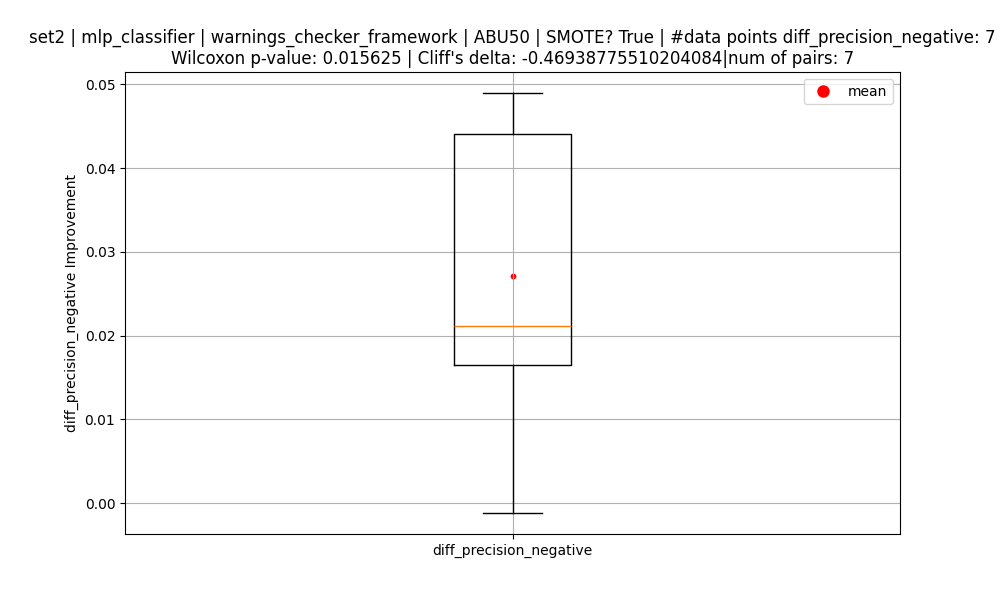 set2 | mlp_classifier | warnings_checker_framework | ABU50 | SMOTE? True | #data points diff_precision_negative: 7
Wilcoxon p-value: 0.015625 | Cliff's delta: -0.46938775510204084|num of pairs: 7
mean
0.05
0.04
0.03
0.02
0.01
0.00
diff_precision_negative Improvement
diff_precision_negative